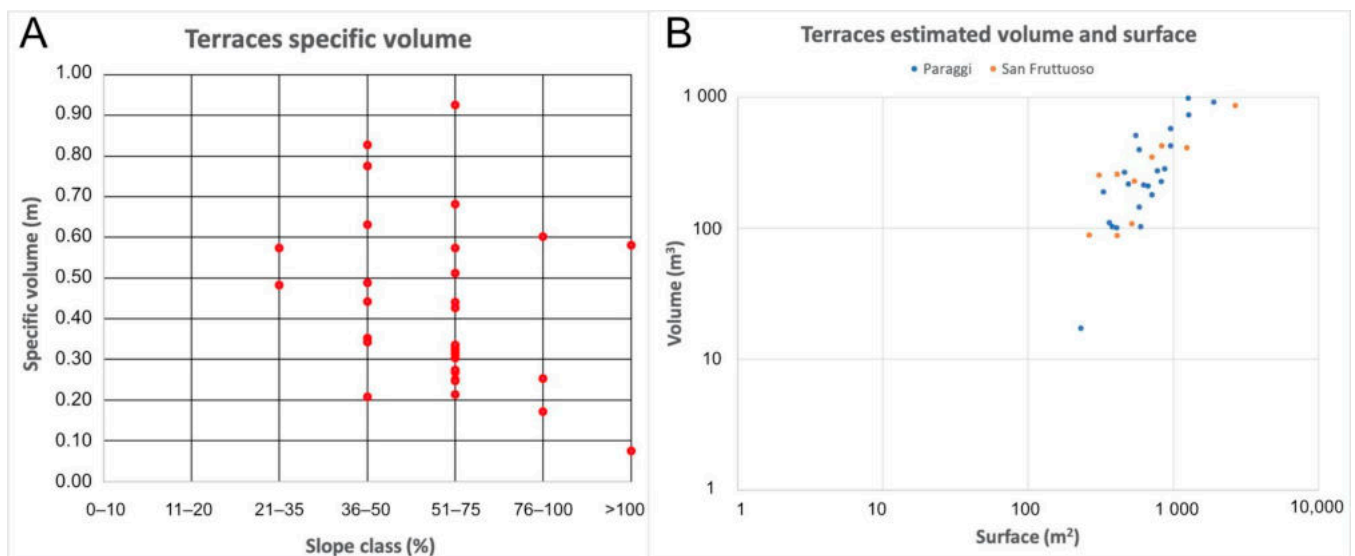 A
Terraces specific volume
1.00
0.90
0.80
0.70
0.60
0.50
0.40
0.30
0.20
0.10
0.00
Specific volume (m)
0–10 11–20 21–35 36–50 51–75 76–100 >100
Slope class (%)
B
Terraces estimated volume and surface
Paraggi San Fruttuoso
1 000
100
10
1
Volume (m³)
1 10 100 1 000 10,000
Surface (m²)